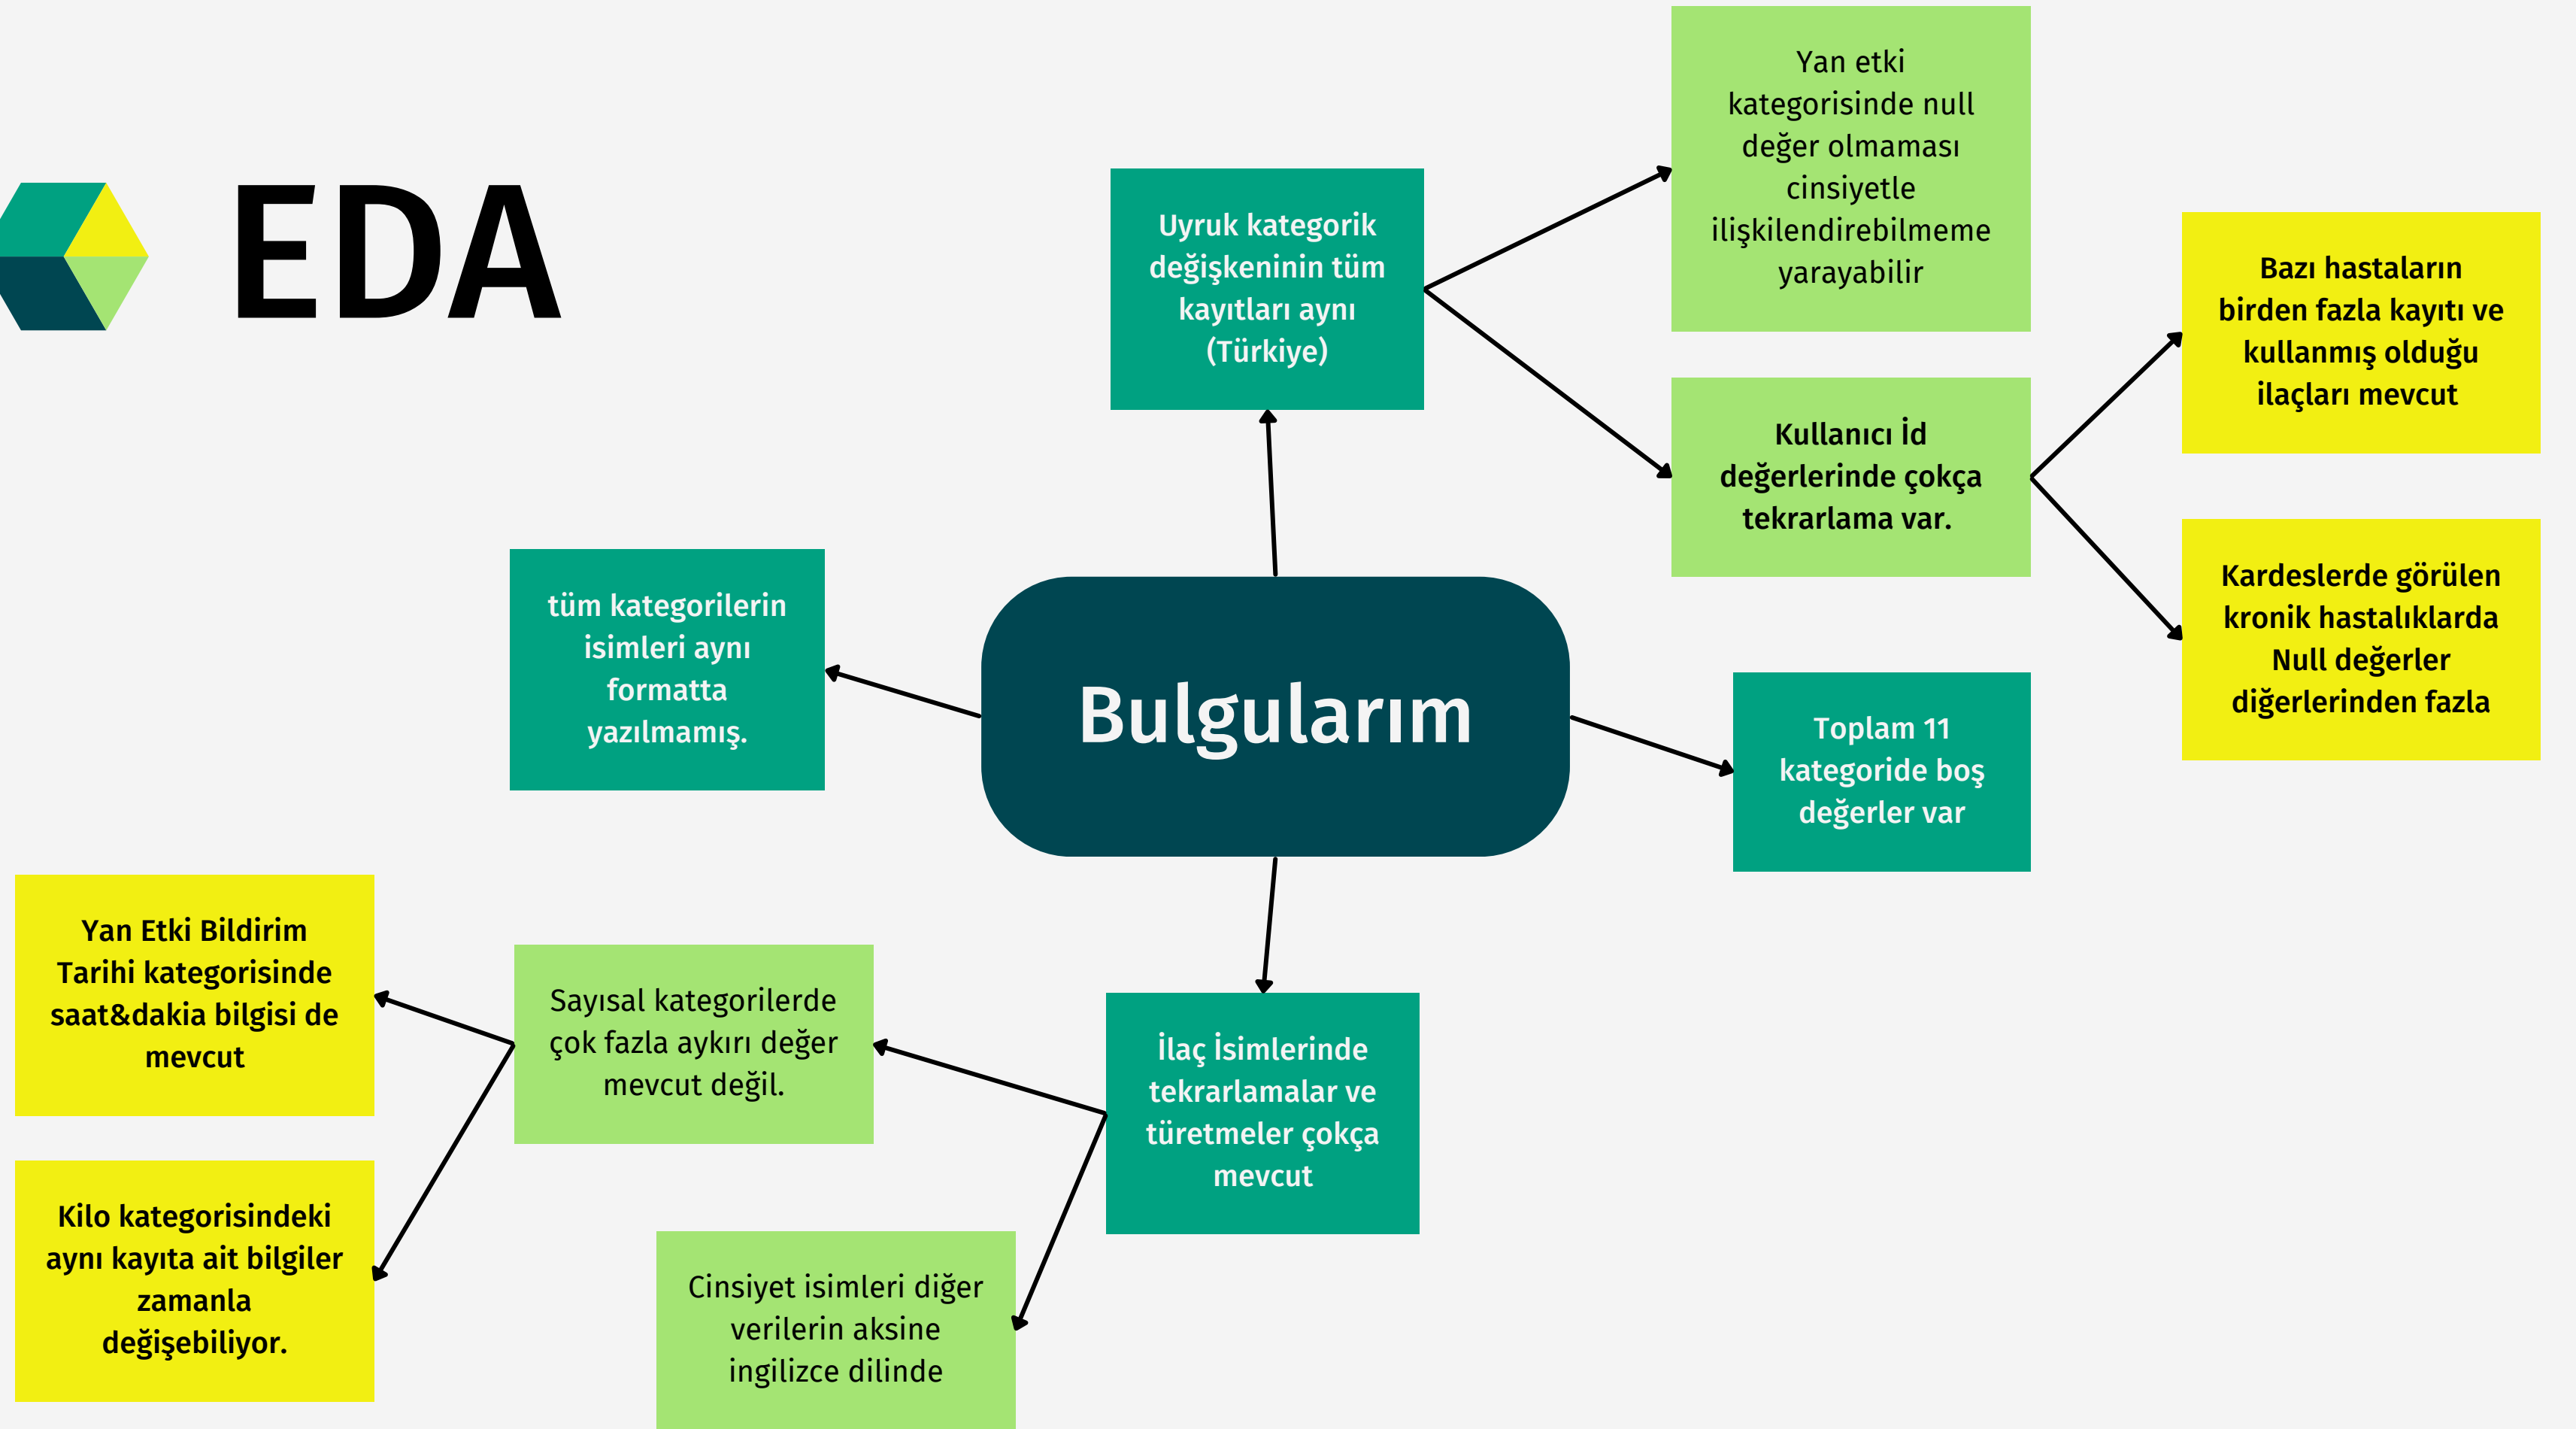 EDA
Yan etki
kategorisinde null
değer olmaması
cinsiyetle
ilişkilendirebilmeme
yarayabilir
Uyruk kategorik
değişkeninin tüm
kayıtları aynı
(Türkiye)
Bazı hastaların
birden fazla kayıtı ve
kullanmış olduğu
ilaçları mevcut
Kullanıcı İd
değerlerinde çokça
tekrarlama var.
Kardeslerde görülen
kronik hastalıklarda
Null değerler
diğerlerinden fazla
tüm kategorilerin
isimleri aynı
formatta
yazılmamış.
Bulgularım
Toplam 11
kategoride boş
değerler var
Yan Etki Bildirim
Tarihi kategorisinde
saat&dakia bilgisi de
mevcut
Sayısal kategorilerde
çok fazla aykırı değer
mevcut değil.
İlaç İsimlerinde
tekrarlamalar ve
türetmeler çokça
mevcut
Kilo kategorisindeki
aynı kayıta ait bilgiler
zamanla
değişebiliyor.
Cinsiyet isimleri diğer
verilerin aksine
ingilizce dilinde